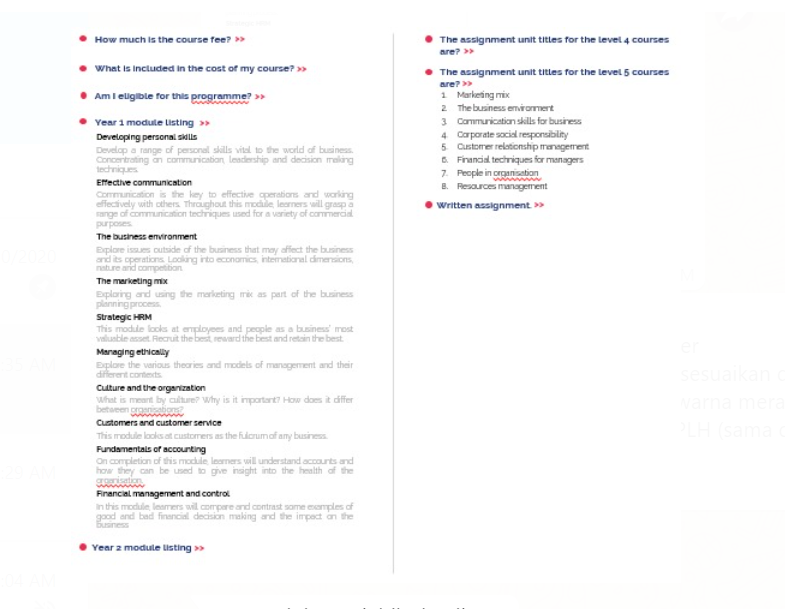 How much is the course fee? >>
What is included in the cost of my course? >>
Am I eligible for this programme? >>
Year 1 module listing >>
Developing personal skills
Develop a range of personal skills vital to the world of business.
Concentrating on communication, leadership and decision making
techniques.
Effective communication
Communication is the key to effective operations and working
effectively with others. Throughout this module, learners will grasp a
range of communication techniques used for a variety of commercial
purposes.
The business environment
Explore issues outside of the business that may affect the business
and its operations. Looking into economics, international dimensions,
nature and competition.
The marketing mix
Exploring and using the marketing mix as part of the business
planning process.
Strategic HRM
This module looks at employees and people as a business' most
valuable asset. Recruit the best, reward the best and retain the best.
Managing ethically
Explore the various theories and models of management and their
different contexts.
Culture and the organization
What is meant by culture? Why is it important? How does it differ
between organisations?
Customers and customer service
This module looks at customers as the fulcrum of any business.
Fundamentals of accounting
On completion of this module, learners will understand accounts and
how they can be used to give insight into the health of the
organisation.
Financial management and control
In this module, learners will compare and contrast some examples of
good and bad financial decision making and the impact on the
business
Year 2 module listing >>
The assignment unit titles for the level 4 courses
are? >>
The assignment unit titles for the level 5 courses
are? >>
1. Marketing mix
2. The business environment
3. Communication skills for business
4. Corporate social responsibility
5. Customer relationship management
6. Financial techniques for managers
7. People in organisation
8. Resources management
Written assignment. >>
er
sesuaikan
warna mera
PLH (sama
0/2020
29 AM